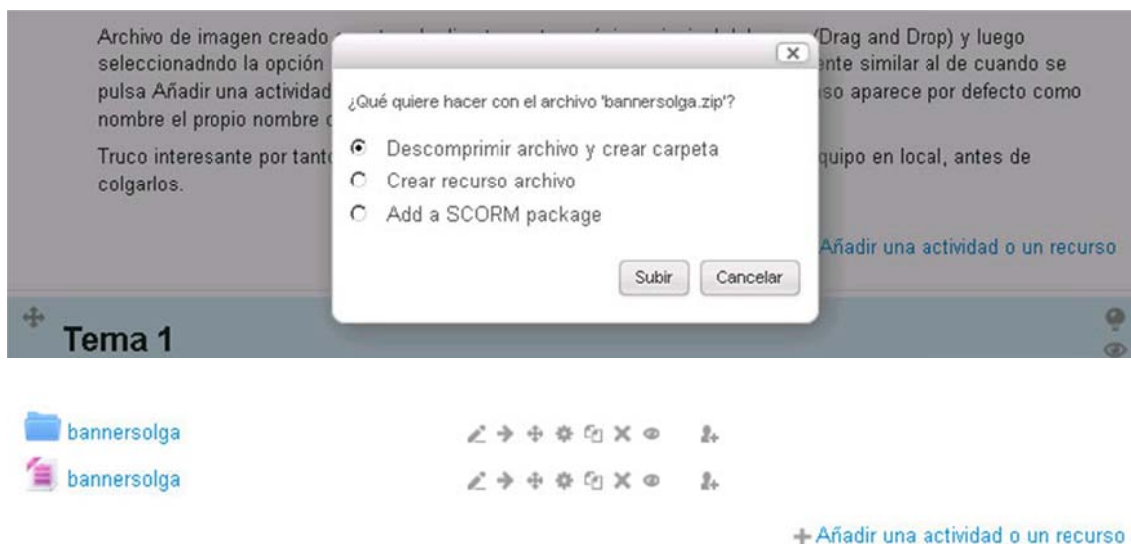 Archivo de imagen creado
(Drag and Drop) y luego
seleccionadndo la opción
ente similar al de cuando se
pulsa Añadir una actividad
so aparece por defecto como
nombre el propio nombre
Truco interesante por tanto
quipo en local, antes de
colgarlos.
¿Qué quiere hacer con el archivo 'bannersolga.zip'?
Descomprimir archivo y crear carpeta
Crear recurso archivo
Add a SCORM package
Subir Cancelar
Añadir una actividad o un recurso
Tema 1
bannersolga
bannersolga
Añadir una actividad o un recurso